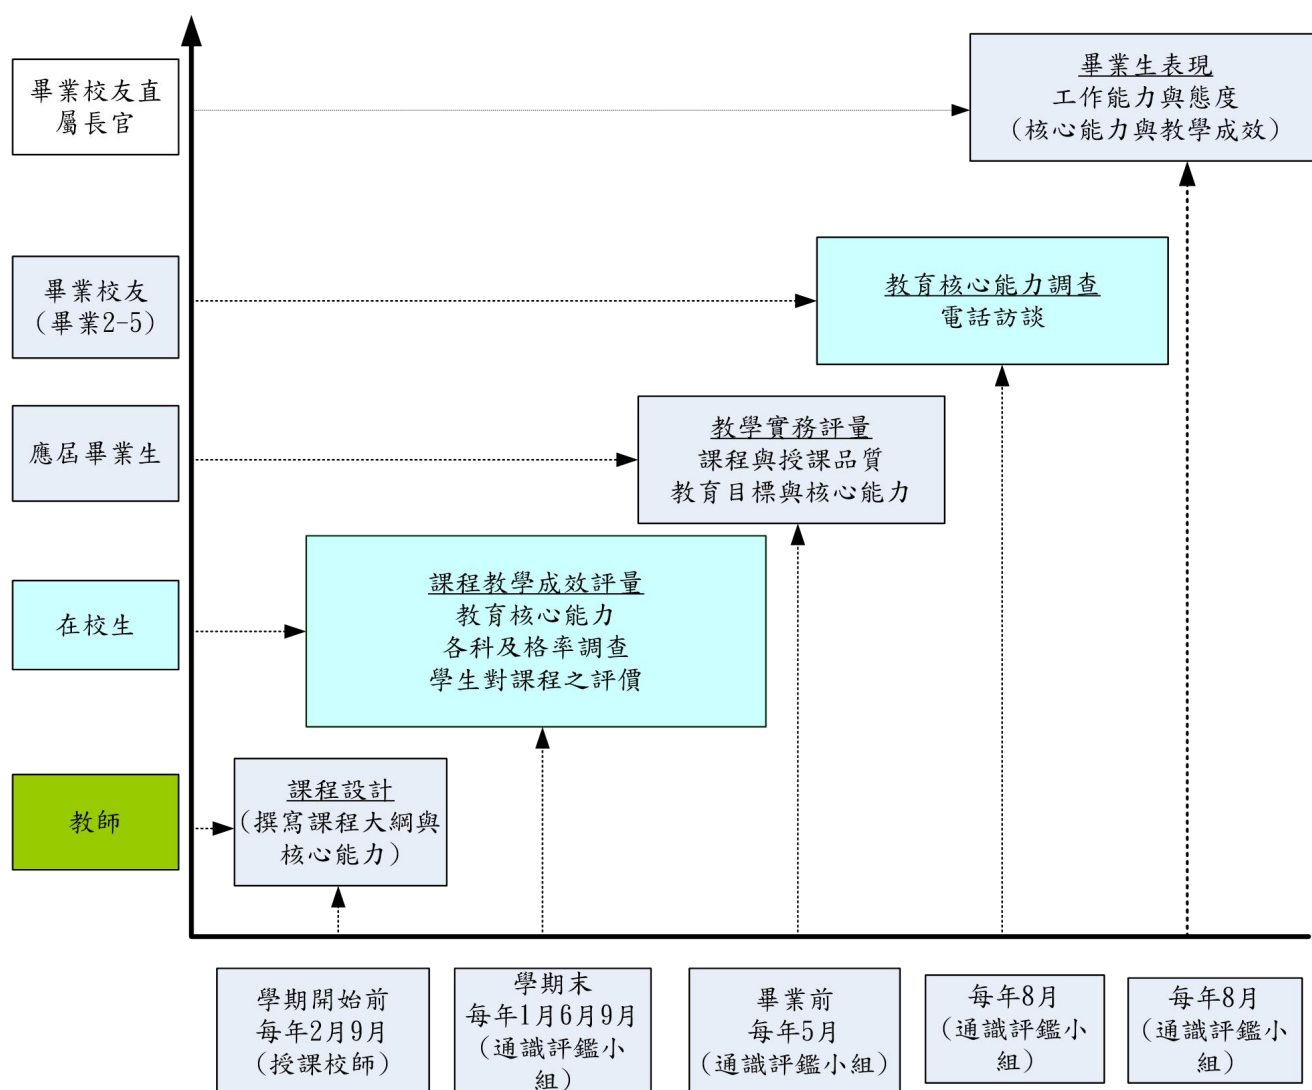 畢業校友直
屬長官
畢業生表現
工作能力與態度
（核心能力與教學成效）
畢業校友
（畢業2-5）
教育核心能力調查
電話訪談
應屆畢業生
教學實務評量
課程與授課品質
教育目標與核心能力
在校生
課程教學成效評量
教育核心能力
各科及格率調查
學生對課程之評價
教師
課程設計
（撰寫課程大綱與
核心能力）
學期開始前
每年2月9月
（授課校師）
學期末
每年1月6月9月
（通識評鑑小
組）
畢業前
每年5月
（通識評鑑小組）
每年8月
（通識評鑑小
組）
每年8月
（通識評鑑小
組）